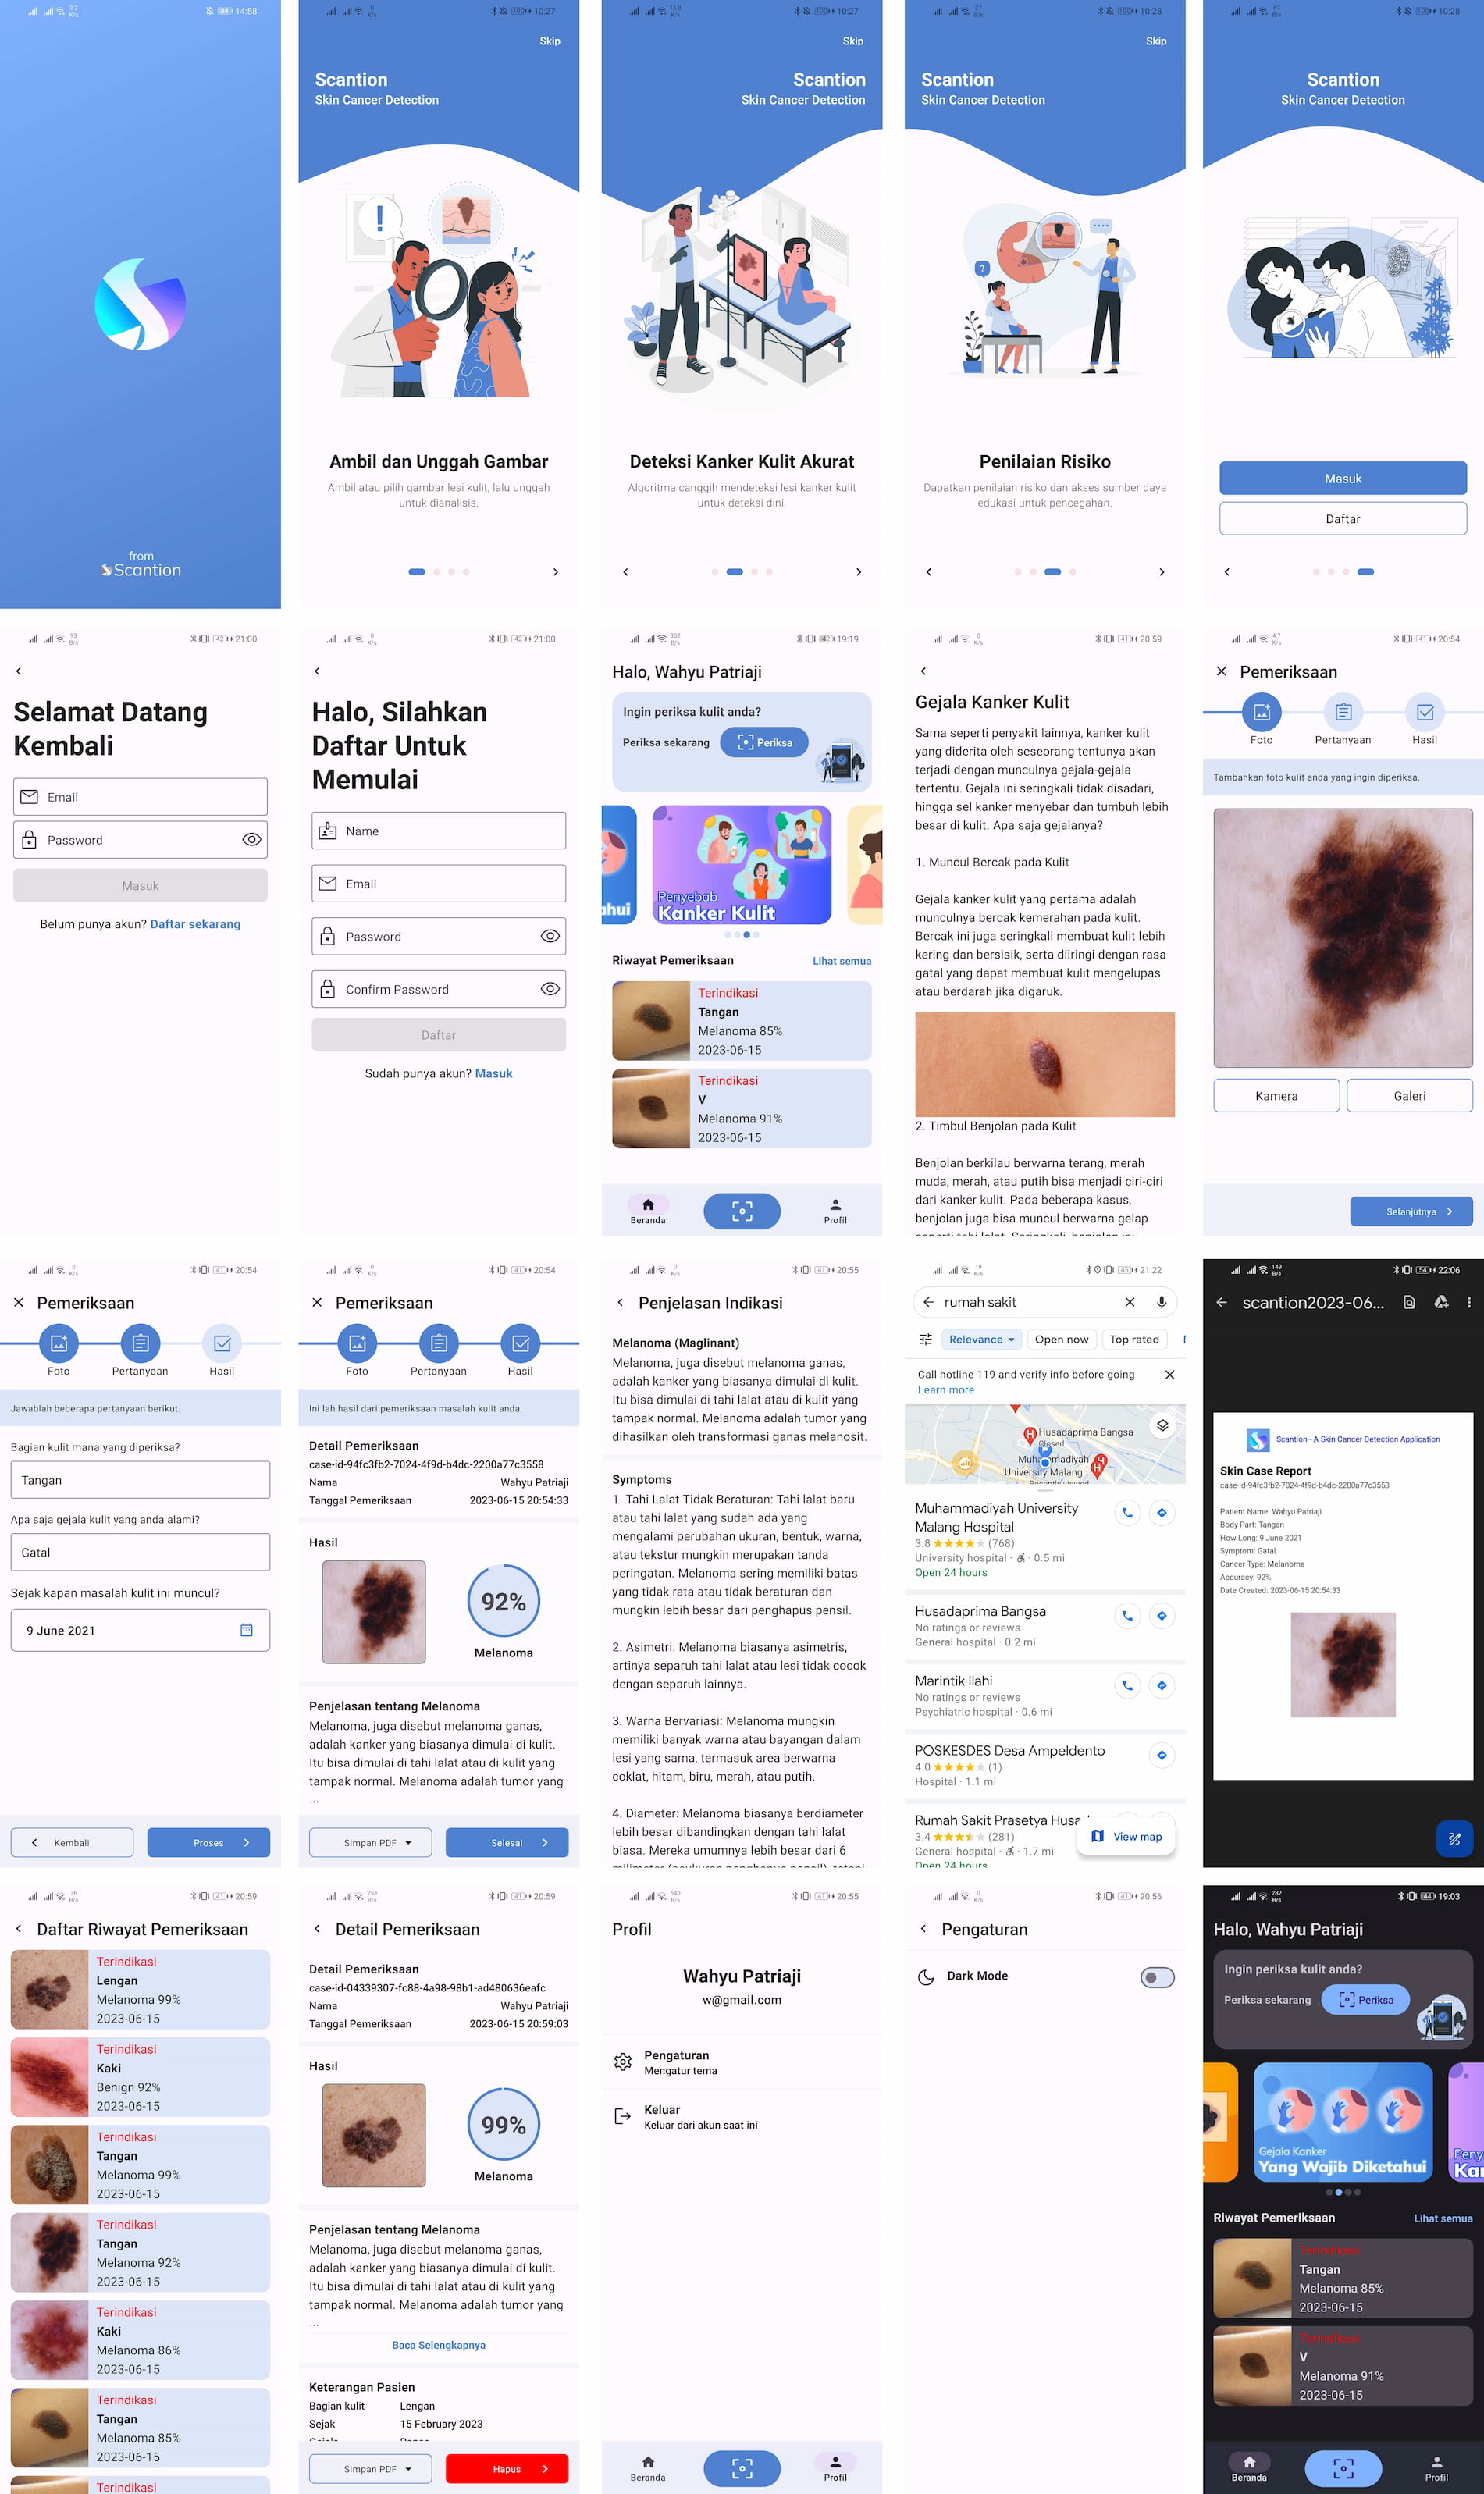 14:58
from
Scantion
10:27
Skip
Scantion
Skin Cancer Detection
Ambil dan Unggah Gambar
Ambil atau pilih gambar lesi kulit, lalu unggah
untuk dianalisis.
10:27
Skip
Scantion
Skin Cancer Detection
Deteksi Kanker Kulit Akurat
Algoritma canggih mendeteksi lesi kanker kulit
untuk deteksi dini.
10:28
Skip
Scantion
Skin Cancer Detection
Penilaian Risiko
Dapatkan penilaian risiko dan akses sumber daya
edukasi untuk pencegahan.
10:28
Scantion
Skin Cancer Detection
Masuk
Daftar
21:00
Selamat Datang
Kembali
Email
Password
Masuk
Belum punya akun? Daftar sekarang
21:00
Halo, Silahkan
Daftar Untuk
Memulai
Name
Email
Password
Confirm Password
Daftar
Sudah punya akun? Masuk
19:19
Halo, Wahyu Patriaji
Ingin periksa kulit anda?
Periksa sekarang
Periksa
ahui
Penyebab
Kanker Kulit
Riwayat Pemeriksaan
Lihat semua
Terindikasi
Tangan
Melanoma 85%
2023-06-15
Terindikasi
V
Melanoma 91%
2023-06-15
Beranda
Profil
20:59
Gejala Kanker Kulit
Sama seperti penyakit lainnya, kanker kulit
yang diderita oleh seseorang tentunya akan
terjadi dengan munculnya gejala-gejala
tertentu. Gejala ini seringkali tidak disadari,
hingga sel kanker menyebar dan tumbuh lebih
besar di kulit. Apa saja gejalanya?
1. Muncul Bercak pada Kulit
Gejala kanker kulit yang pertama adalah
munculnya bercak kemerahan pada kulit.
Bercak ini juga seringkali membuat kulit lebih
kering dan bersisik, serta diiringi dengan rasa
gatal yang dapat membuat kulit mengelupas
atau berdarah jika digaruk.
2. Timbul Benjolan pada Kulit
Benjolan berkilau berwarna terang, merah
muda, merah, atau putih bisa menjadi ciri-ciri
dari kanker kulit. Pada beberapa kasus,
benjolan juga bisa muncul berwarna gelap
seperti tahi lalat. Seringkali, benjolan ini
20:54
Pemeriksaan
Foto
Pertanyaan
Hasil
Tambahkan foto kulit anda yang ingin diperiksa.
Kamera
Galeri
Selanjutnya
20:54
Pemeriksaan
Foto
Pertanyaan
Hasil
Jawablah beberapa pertanyaan berikut.
Bagian kulit mana yang diperiksa?
Tangan
Apa saja gejala kulit yang anda alami?
Gatal
Sejak kapan masalah kulit ini muncul?
9 June 2021
Kembali
Proses
20:54
Pemeriksaan
Foto
Pertanyaan
Hasil
Ini lah hasil dari pemeriksaan masalah kulit anda.
Detail Pemeriksaan
case-id-94fc3fb2-7024-4f9d-b4dc-2200a77c3558
Nama Wahyu Patriaji
Tanggal Pemeriksaan 2023-06-15 20:54:33
Hasil
92%
Melanoma
Penjelasan tentang Melanoma
Melanoma, juga disebut melanoma ganas,
adalah kanker yang biasanya dimulai di kulit.
Itu bisa dimulai di tahi lalat atau di kulit yang
tampak normal. Melanoma adalah tumor yang
...
Simpan PDF
Selesai
20:55
Penjelasan Indikasi
Melanoma (Maglinant)
Melanoma, juga disebut melanoma ganas,
adalah kanker yang biasanya dimulai di kulit.
Itu bisa dimulai di tahi lalat atau di kulit yang
tampak normal. Melanoma adalah tumor yang
dihasilkan oleh transformasi ganas melanosit.
Symptoms
1. Tahi Lalat Tidak Beraturan: Tahi lalat baru
atau tahi lalat yang sudah ada yang
mengalami perubahan ukuran, bentuk, warna,
atau tekstur mungkin merupakan tanda
peringatan. Melanoma sering memiliki batas
yang tidak rata atau tidak beraturan dan
mungkin lebih besar dari penghapus pensil.
2. Asimetri: Melanoma biasanya asimetris,
artinya separuh tahi lalat atau lesi tidak cocok
dengan separuh lainnya.
3. Warna Bervariasi: Melanoma mungkin
memiliki banyak warna atau bayangan dalam
lesi yang sama, termasuk area berwarna
coklat, hitam, biru, merah, atau putih.
4. Diameter: Melanoma biasanya berdiameter
lebih besar dibandingkan dengan tahi lalat
biasa. Mereka umumnya lebih besar dari 6
21:22
rumah sakit
Relevance
Open now
Top rated
Call hotline 119 and verify info before going
Learn more
Husadaprima Bangsa
Closed
Muhammadiyah
University Malang...
Recently viewed
Muhammadiyah University
Malang Hospital
3.8 (768)
University hospital · 0.5 mi
Open 24 hours
Husadaprima Bangsa
No ratings or reviews
General hospital · 0.2 mi
Marintik Ilahi
No ratings or reviews
Psychiatric hospital · 0.6 mi
POSKESDES Desa Ampeldento
4.0 (1)
Hospital · 1.1 mi
Rumah Sakit Prasetya Husa
3.4 (281)
General hospital · 1.7 mi
Open 24 hours
View map
22:06
scantion2023-06...
Scantion - A Skin Cancer Detection Application
Skin Case Report
case-id-94fc3fb2-7024-4f9d-b4dc-2200a77c3558
Patient Name: Wahyu Patriaji
Body Part: Tangan
How Long: 9 June 2021
Symptom: Gatal
Cancer Type: Melanoma
Accuracy: 92%
Date Created: 2023-06-15 20:54:33
20:59
Daftar Riwayat Pemeriksaan
Terindikasi
Lengan
Melanoma 99%
2023-06-15
Terindikasi
Kaki
Benign 92%
2023-06-15
Terindikasi
Tangan
Melanoma 99%
2023-06-15
Terindikasi
Tangan
Melanoma 92%
2023-06-15
Terindikasi
Kaki
Melanoma 86%
2023-06-15
Terindikasi
Tangan
Melanoma 85%
2023-06-15
Terindikasi
20:59
Detail Pemeriksaan
Detail Pemeriksaan
case-id-04339307-fc88-4a98-98b1-ad480636eafc
Nama Wahyu Patriaji
Tanggal Pemeriksaan 2023-06-15 20:59:03
Hasil
99%
Melanoma
Penjelasan tentang Melanoma
Melanoma, juga disebut melanoma ganas,
adalah kanker yang biasanya dimulai di kulit.
Itu bisa dimulai di tahi lalat atau di kulit yang
tampak normal. Melanoma adalah tumor yang
...
Baca Selengkapnya
Keterangan Pasien
Bagian kulit Lengan
Sejak 15 February 2023
Simpan PDF
Hapus
20:55
Profil
Wahyu Patriaji
w@gmail.com
Pengaturan
Mengatur tema
Keluar
Keluar dari akun saat ini
Beranda
Profil
20:56
Pengaturan
Dark Mode
19:03
Halo, Wahyu Patriaji
Ingin periksa kulit anda?
Periksa sekarang
Periksa
Gejala Kanker
Yang Wajib Diketahui
Peny
Kan
Riwayat Pemeriksaan
Lihat semua
Terindikasi
Tangan
Melanoma 85%
2023-06-15
Terindikasi
V
Melanoma 91%
2023-06-15
Beranda
Profil